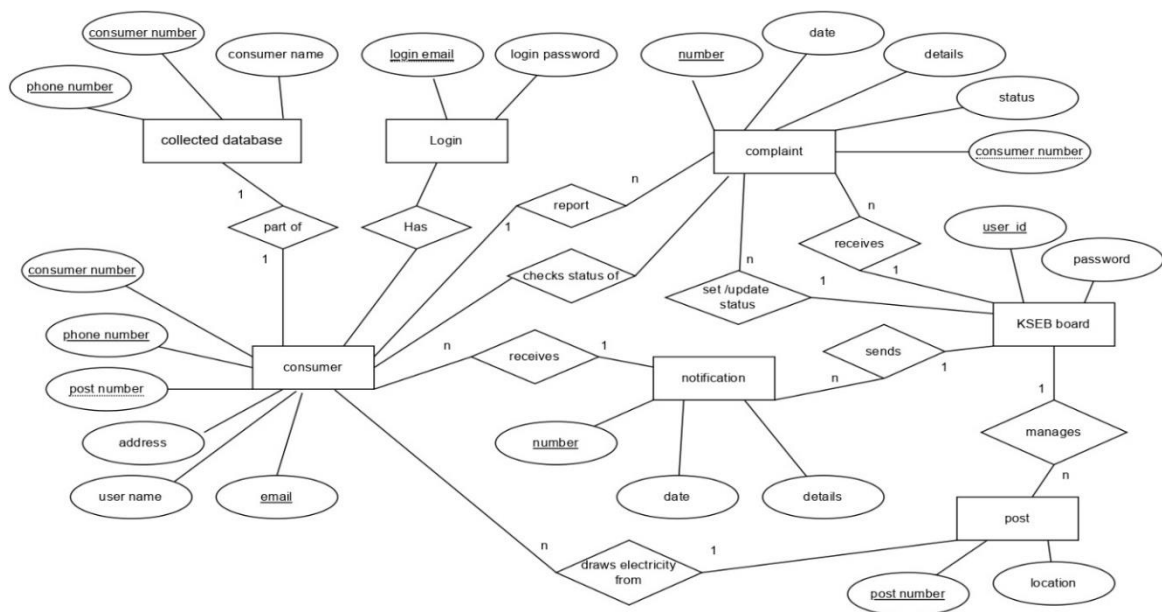 consumer number
consumer name
phone number
collected database
login email
login password
Login
number
date
details
status
consumer number
complaint
1
part of
1
Has
report
n
1
checks status of
n
receives
1
n
set /update
status
1
user_id
password
KSEB board
consumer number
phone number
post number
address
user name
email
consumer
n
receives
1
notification
number
date
details
sends
1
n
1
manages
n
post
post number
location
n
draws electricity
from
1